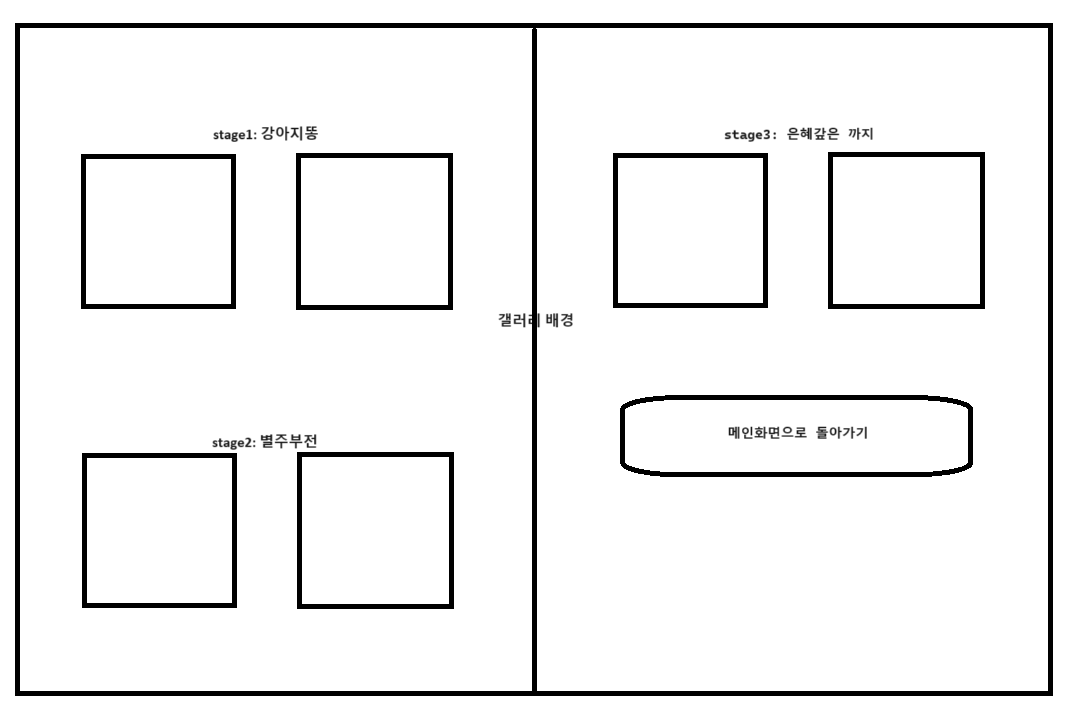 stage1: 강아지똥
stage2: 별주부전
갤러리 배경
stage3: 은혜갚은 까지
메인화면으로 돌아가기